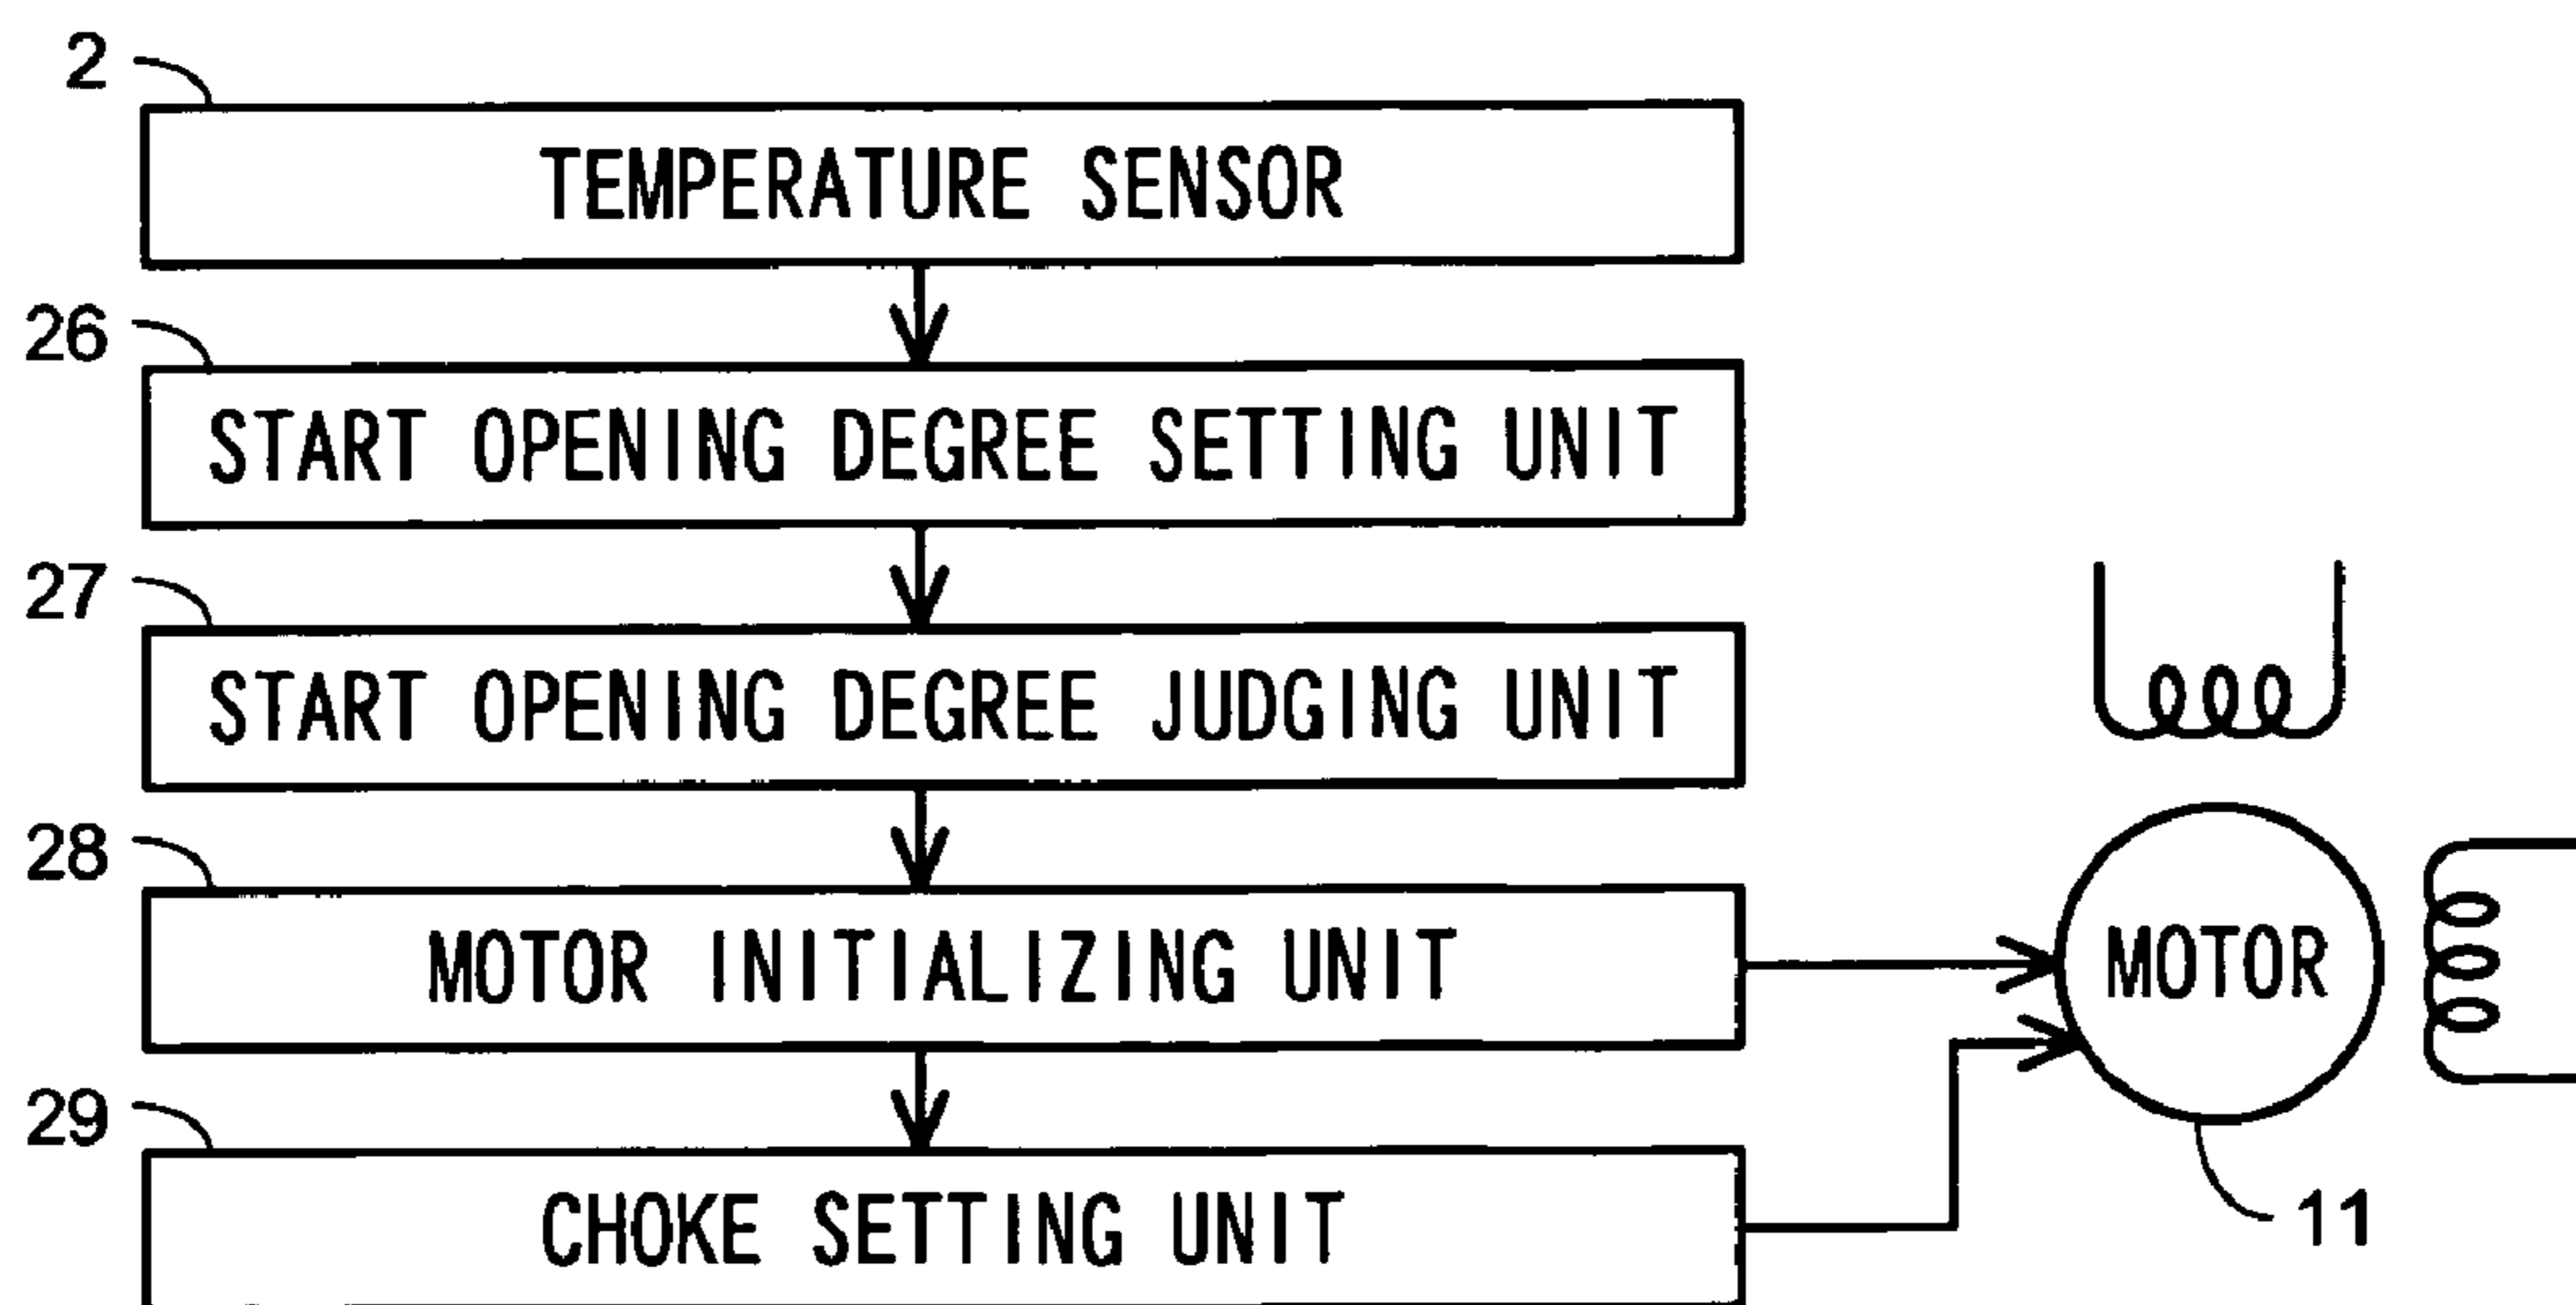 2
TEMPERATURE SENSOR
26
START OPENING DEGREE SETTING UNIT
27
START OPENING DEGREE JUDGING UNIT
28
MOTOR INITIALIZING UNIT
MOTOR
29
CHOKE SETTING UNIT
11